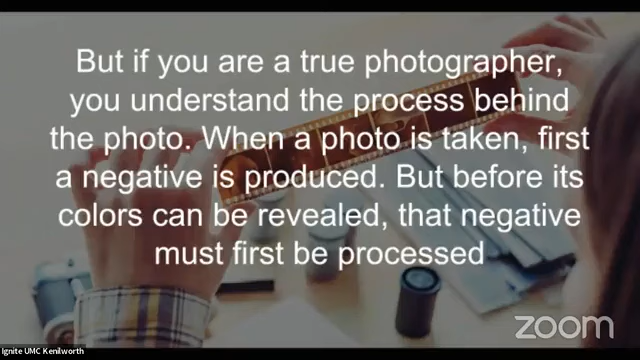 But if you are a true photographer,
you understand the process behind
the photo. When a photo is taken, first
a negative is produced. But before its
colors can be revealed, that negative
must first be processed
zoom
Ignite UMC Kenilworth